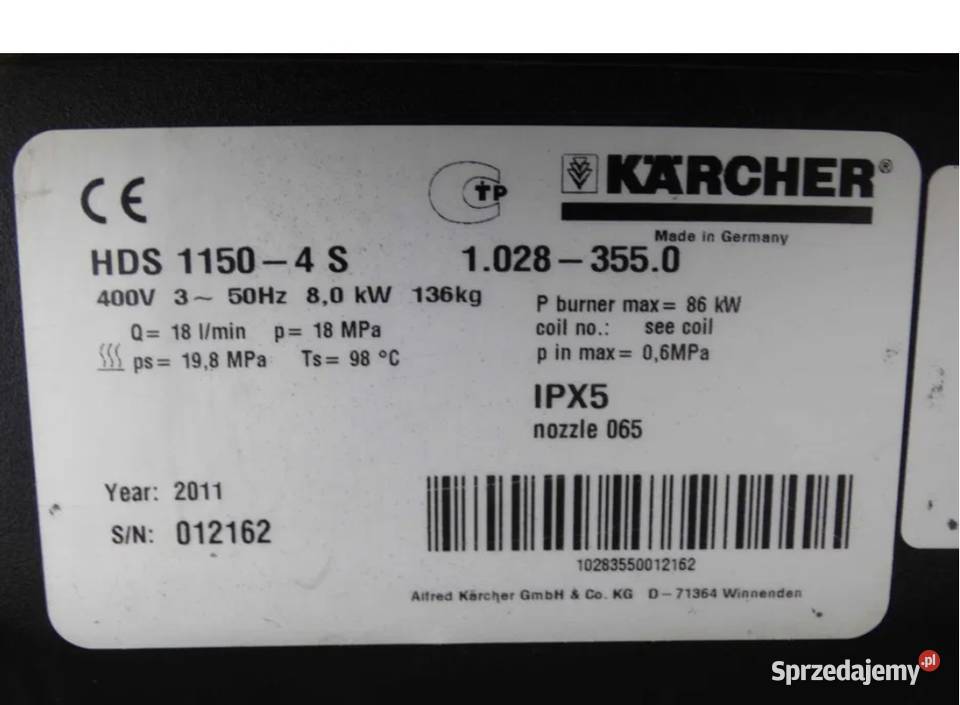 CE
TP
KÄRCHER®
Made in Germany
HDS 1150-4 S 1.028-355.0
400V 3~ 50Hz 8,0 kW 136kg
Q= 18 l/min p= 18 MPa
ps= 19,8 MPa Ts= 98 °C
P burner max= 86 kW
coil no.: see coil
p in max= 0,6MPa
IPX5
nozzle 065
Year: 2011
S/N: 012162
10283550012162
Alfred Kärcher GmbH & Co. KG D-71364 Winnenden
Sprzedajemy.pl